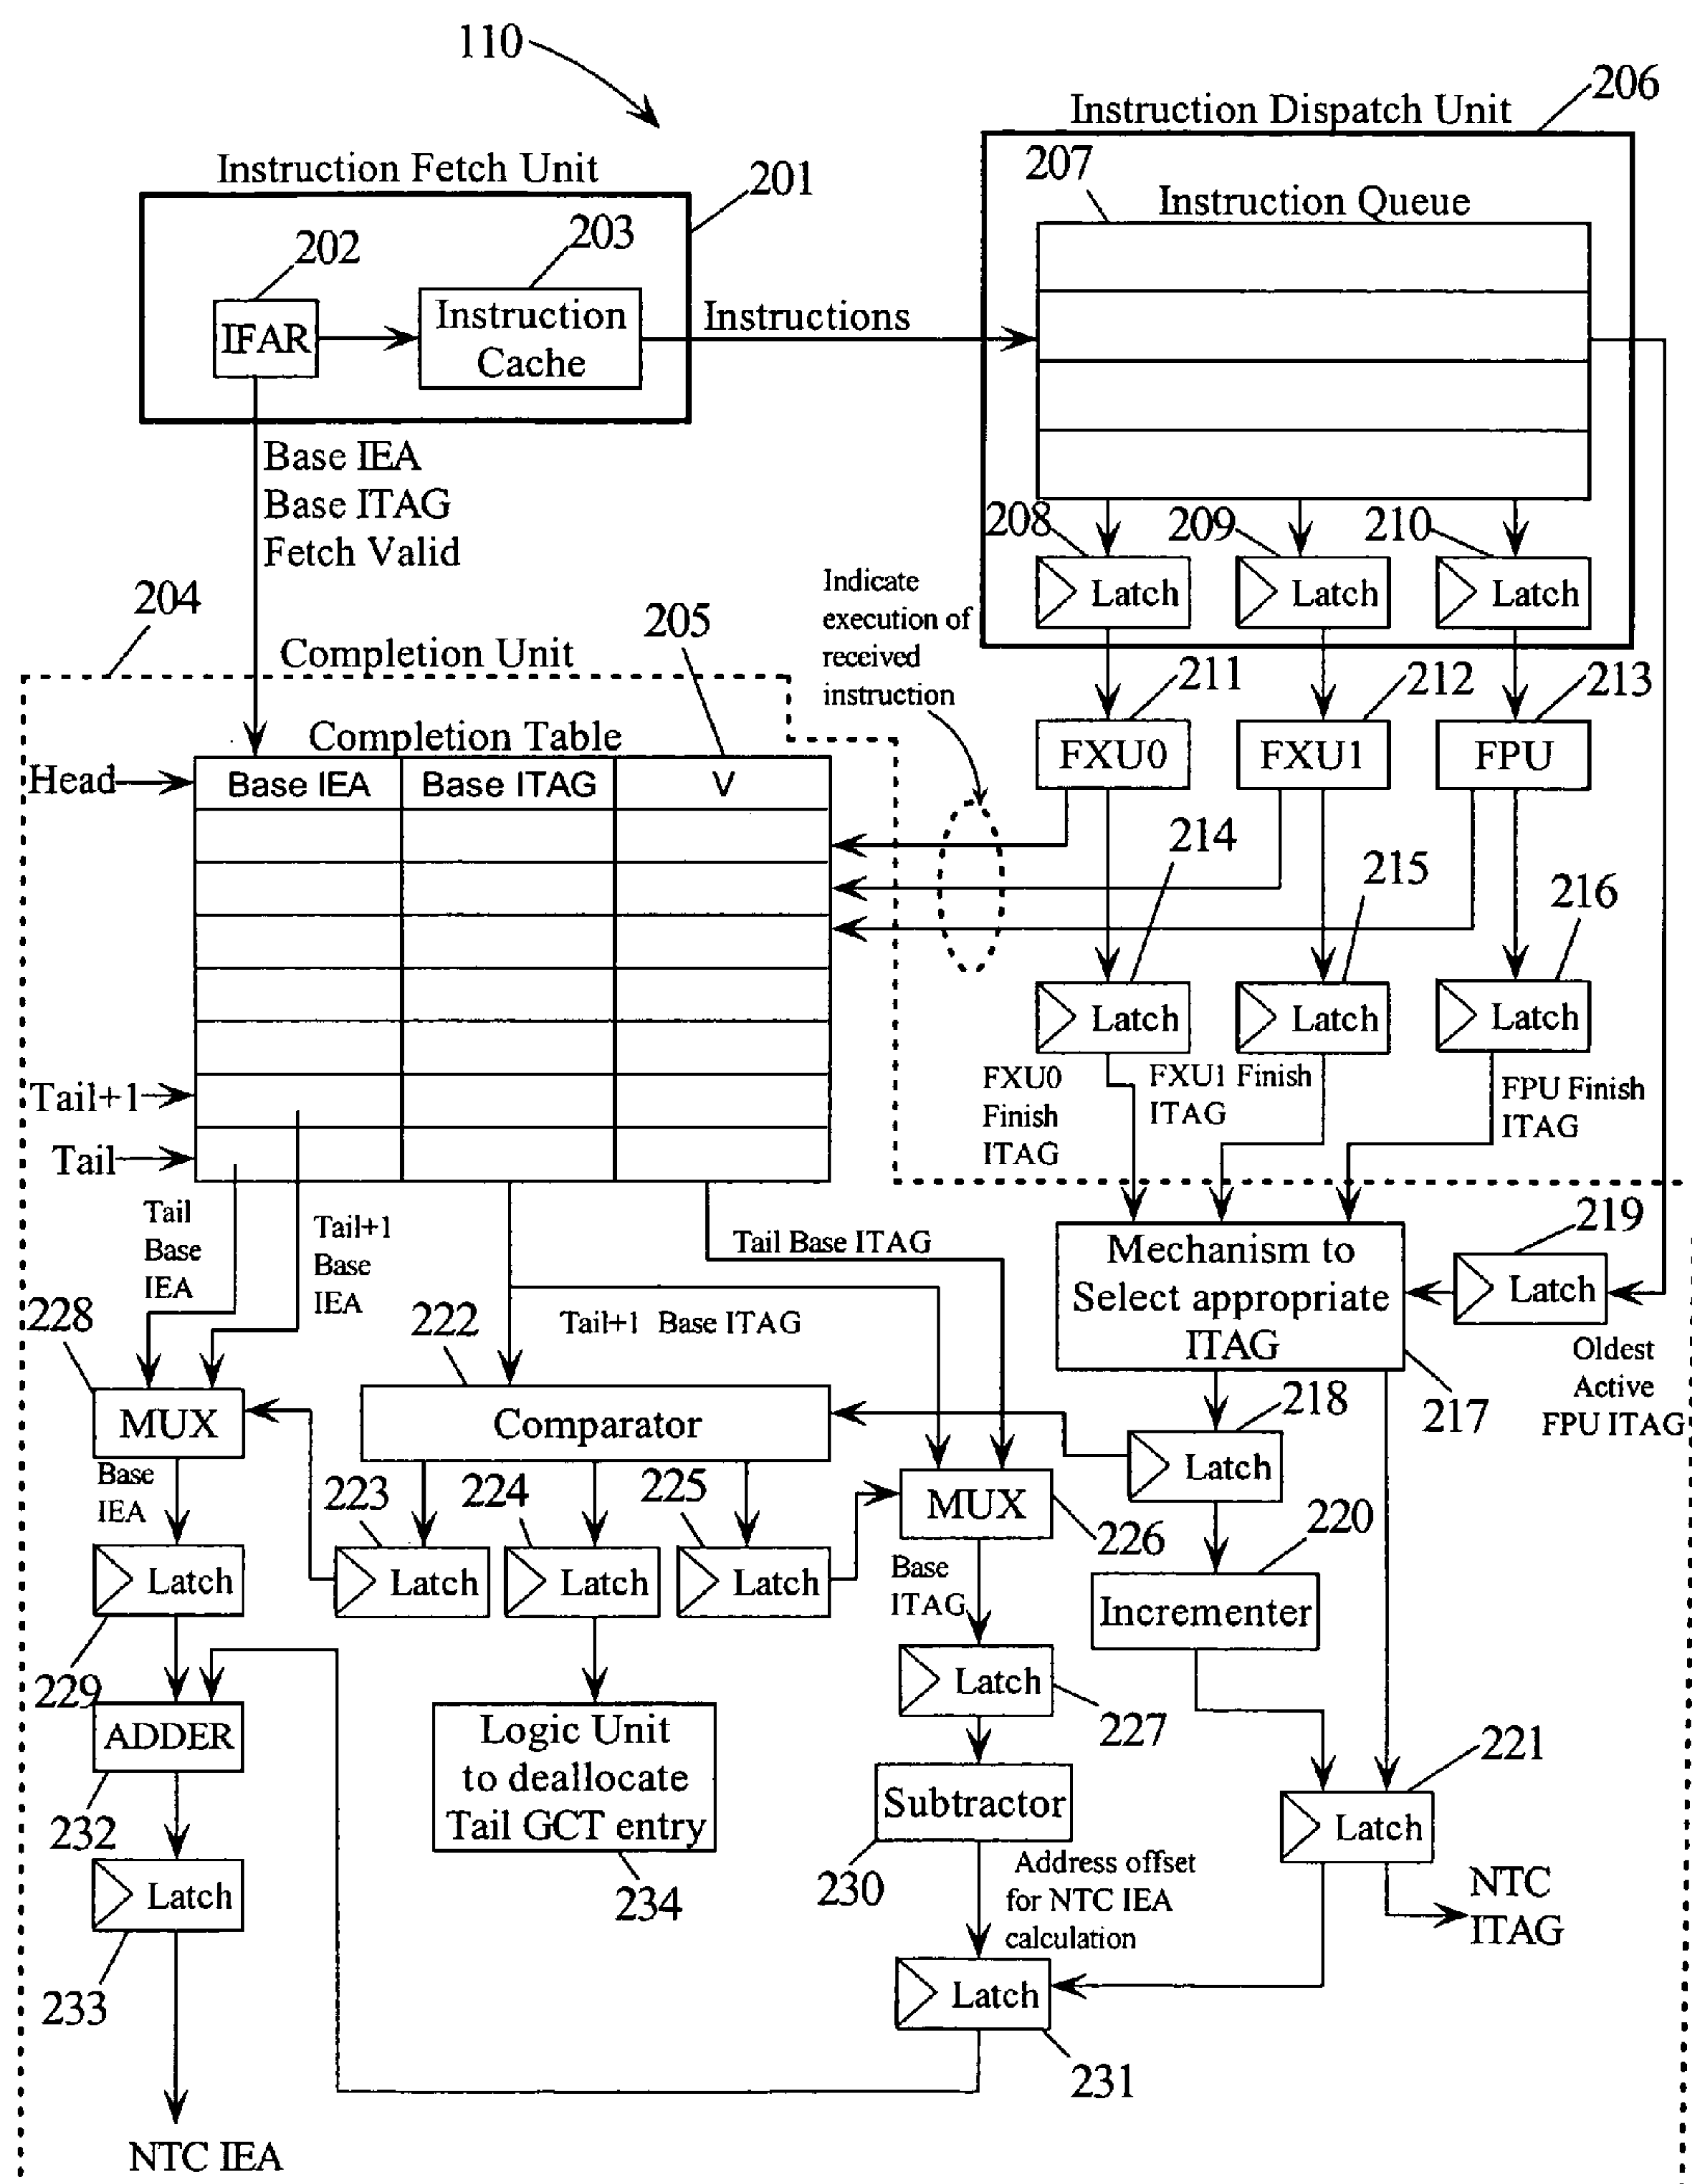 110
Instruction Dispatch Unit
206
Instruction Fetch Unit
201
207
Instruction Queue
202
203
IFAR
Instruction
Cache
Instructions
Base IEA
Base ITAG
Fetch Valid
208
209
210
Latch
Latch
Latch
Indicate
execution of
received
instruction
204
205
Completion Unit
211
212
213
Completion Table
FXU0
FXU1
FPU
Head
Base IEA
Base ITAG
V
214
215
216
Latch
Latch
Latch
FXU0
Finish
ITAG
FXU1 Finish
ITAG
FPU Finish
ITAG
Tail+1
Tail
Tail
Base
IEA
Tail+1
Base
IEA
Tail Base ITAG
Tail+1 Base ITAG
Mechanism to
Select appropriate
ITAG
219
Latch
Oldest
Active
FPU ITAG
217
228
222
MUX
Comparator
218
Latch
Base
IEA
223
224
225
MUX
226
220
Latch
Latch
Latch
Latch
Base
ITAG
Incrementer
229
Latch
227
ADDER
Logic Unit
to deallocate
Tail GCT entry
Subtractor
221
Latch
232
234
230
Address offset
for NTC IEA
calculation
NTC
ITAG
Latch
233
Latch
231
NTC IEA